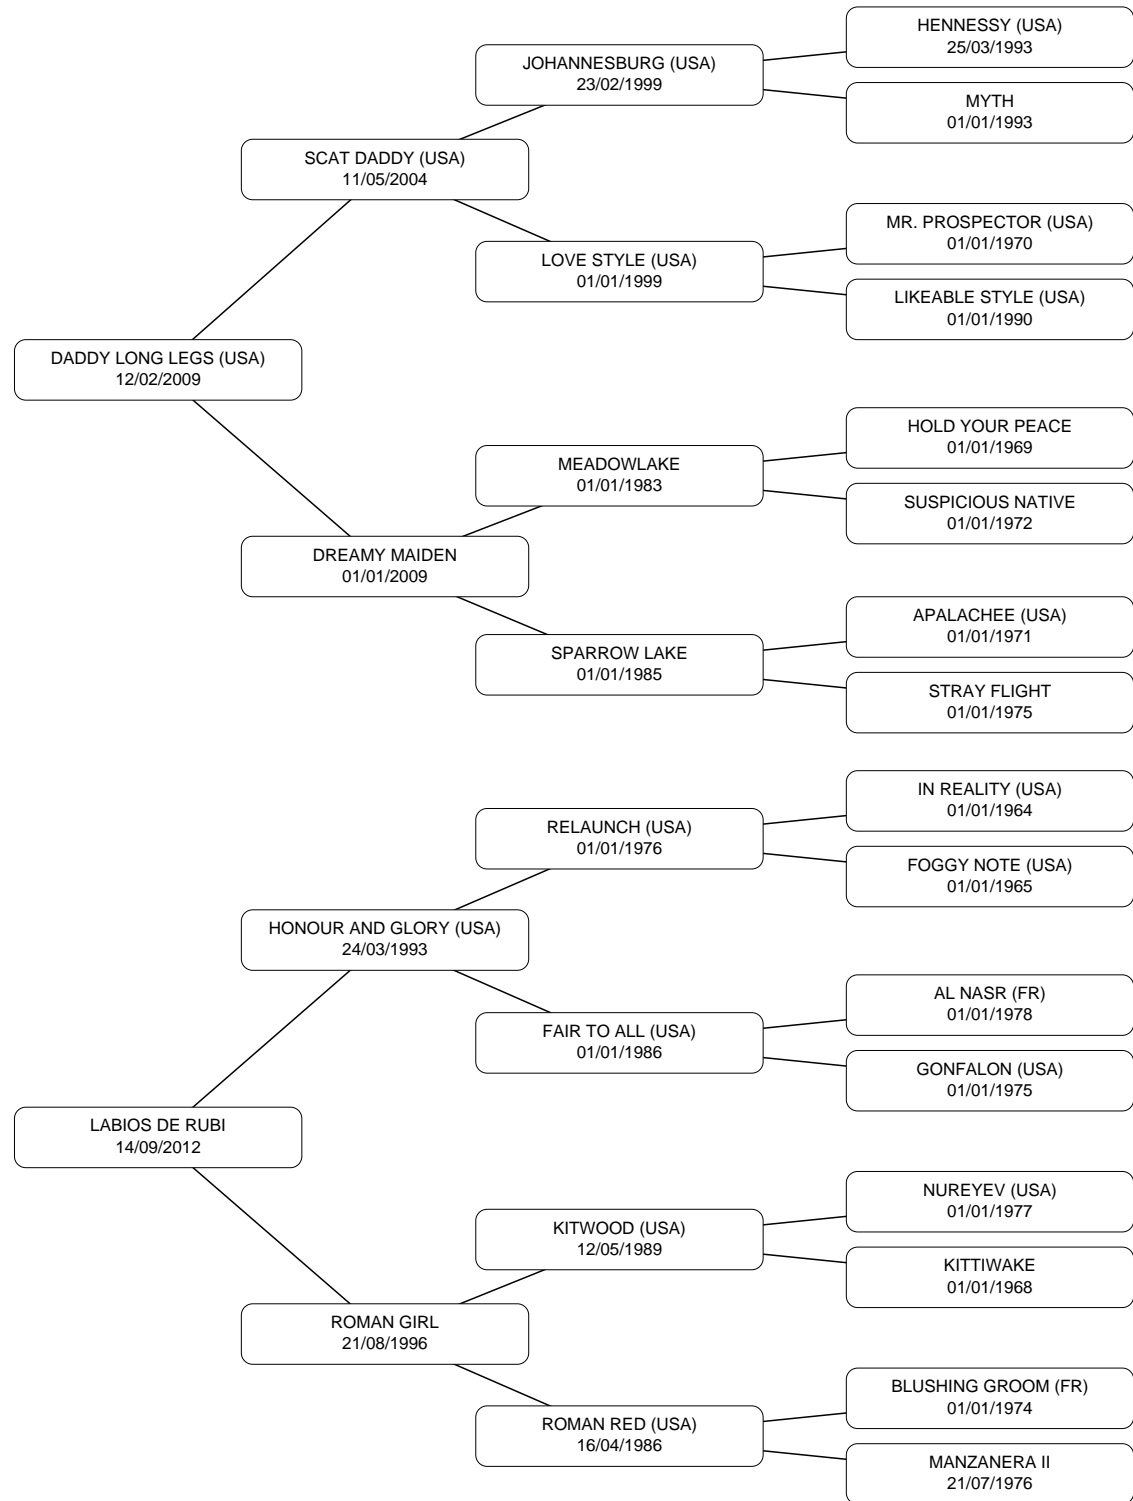 HENNESSY (USA)
25/03/1993
JOHANNESBURG (USA)
23/02/1999
MYTH
01/01/1993
SCAT DADDY (USA)
11/05/2004
MR. PROSPECTOR (USA)
01/01/1970
LOVE STYLE (USA)
01/01/1999
LIKEABLE STYLE (USA)
01/01/1990
DADDY LONG LEGS (USA)
12/02/2009
HOLD YOUR PEACE
01/01/1969
MEADOWLAKE
01/01/1983
SUSPICIOUS NATIVE
01/01/1972
DREAMY MAIDEN
01/01/2009
APALACHEE (USA)
01/01/1971
SPARROW LAKE
01/01/1985
STRAY FLIGHT
01/01/1975
IN REALITY (USA)
01/01/1964
RELAUNCH (USA)
01/01/1976
FOGGY NOTE (USA)
01/01/1965
HONOUR AND GLORY (USA)
24/03/1993
AL NASR (FR)
01/01/1978
FAIR TO ALL (USA)
01/01/1986
GONFALON (USA)
01/01/1975
LABIOS DE RUBI
14/09/2012
NUREYEV (USA)
01/01/1977
KITWOOD (USA)
12/05/1989
KITTIWAKE
01/01/1968
ROMAN GIRL
21/08/1996
BLUSHING GROOM (FR)
01/01/1974
ROMAN RED (USA)
16/04/1986
MANZANERA II
21/07/1976